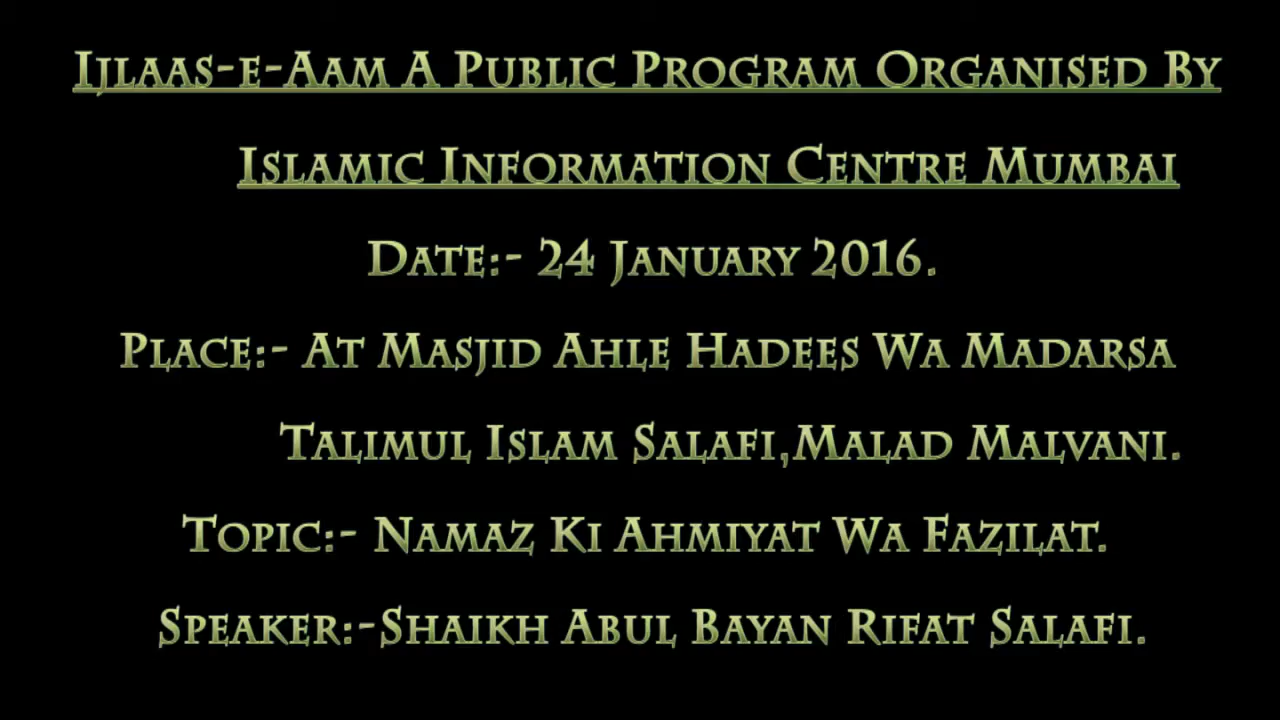 Ijlaas-e-Aam A Public Program Organised By
Islamic Information Centre Mumbai
Date:- 24 January 2016.
Place:- At Masjid Ahle Hadees Wa Madarsa
Talimul Islam Salafi,Malad Malvani.
Topic:- Namaz Ki Ahmiyat Wa Fazilat.
Speaker:-Shaikh Abul Bayan Rifat Salafi.